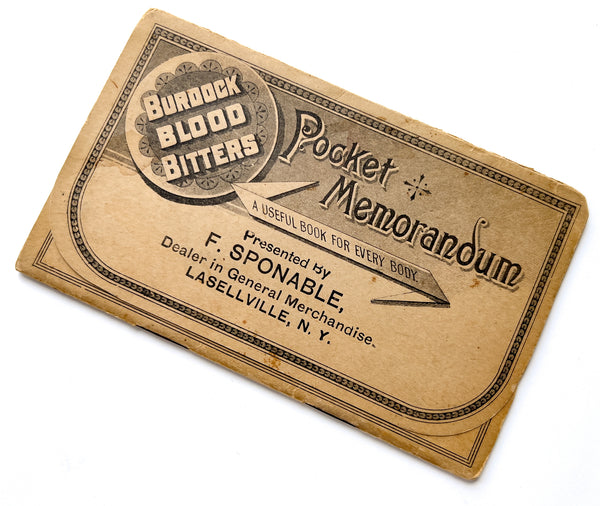 BURDOCK
BLOOD
BITTERS
Pocket
Memorandum
A USEFUL BOOK FOR EVERY BODY.
Presented By
F. SPONABLE,
Dealer in General Merchandise.
LASELLVILLE, N. Y.